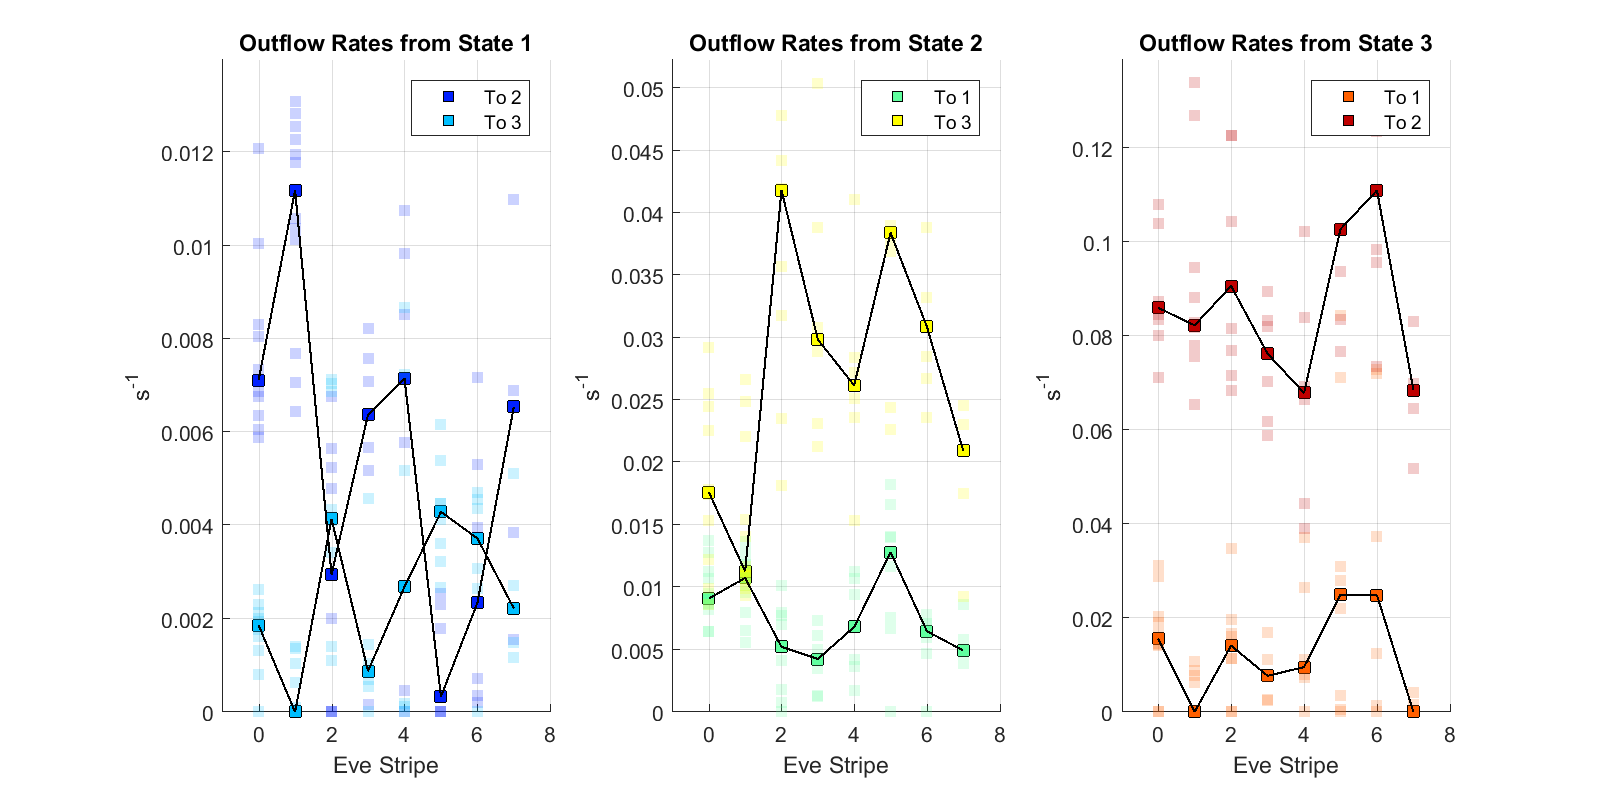 Outflow Rates from State 1
To 2
To 3
0.012
0.01
0.008
0.006
0.004
0.002
0
s-1
0 2 4 6 8
Eve Stripe
Outflow Rates from State 2
To 1
To 3
0.05
0.045
0.04
0.035
0.03
0.025
0.02
0.015
0.01
0.005
0
s-1
0 2 4 6 8
Eve Stripe
Outflow Rates from State 3
To 1
To 2
0.12
0.1
0.08
0.06
0.04
0.02
0
s-1
0 2 4 6 8
Eve Stripe